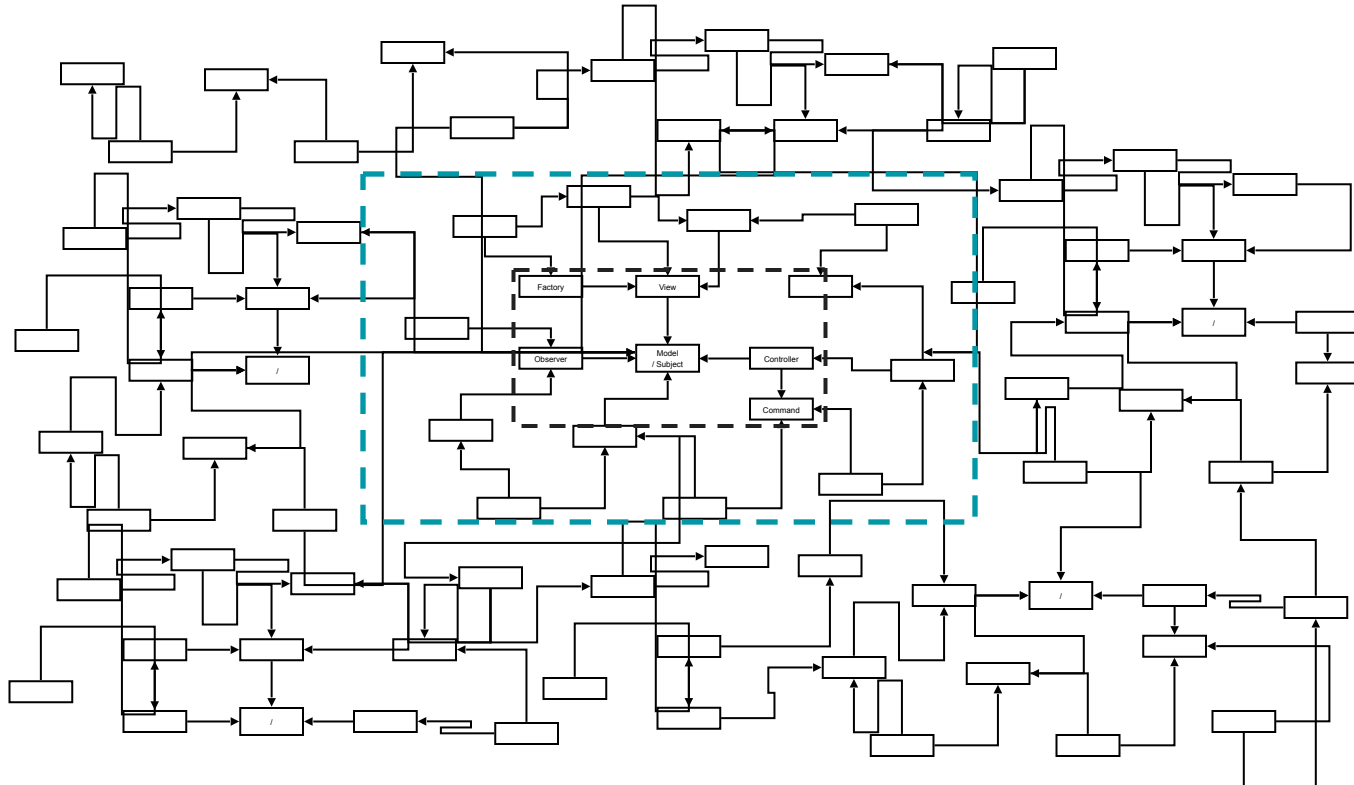 Factory
View
Observer
Model
/ Subject
Controller
/
/
Command
/
/